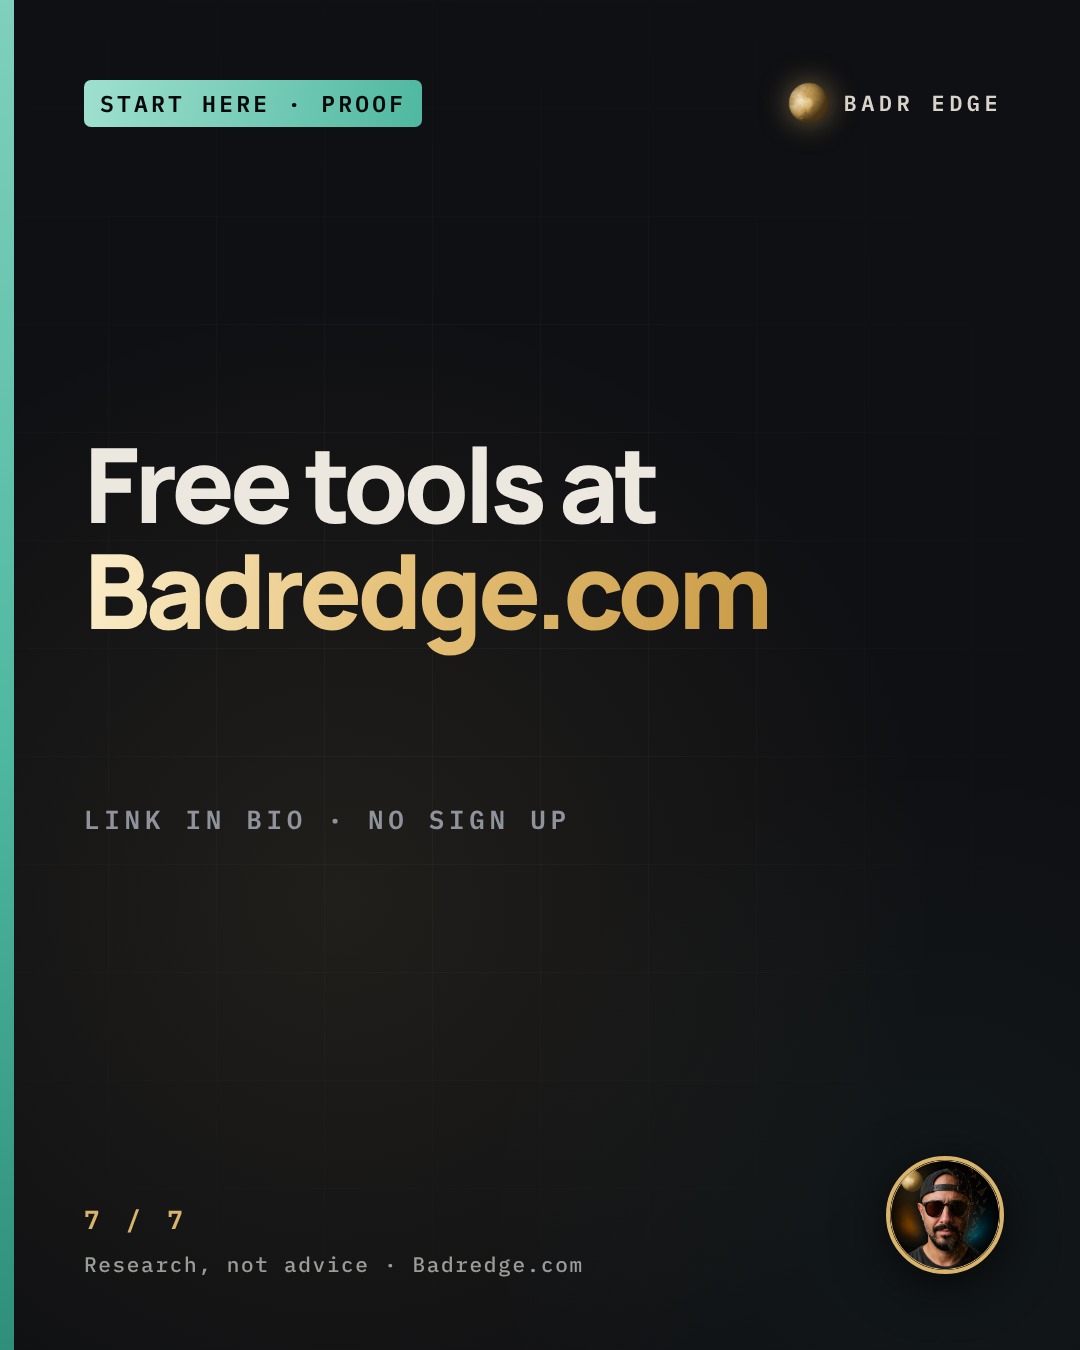 START HERE · PROOF
BADR EDGE
Free tools at
Badredge.com
LINK IN BIO · NO SIGN UP
7 / 7
Research, not advice · Badredge.com